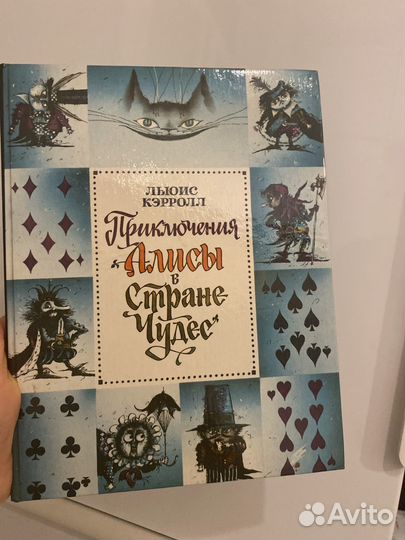 ЛЬЮИС
КЭРРОЛЛ
Приключения
Алисы
в
Стране
Чудес
Avito